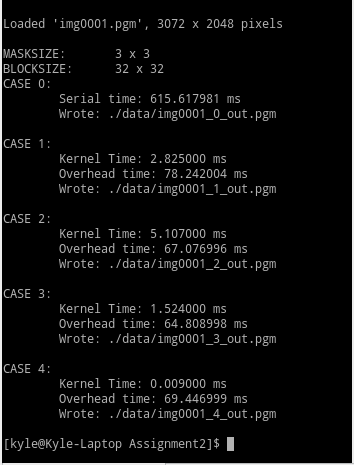 Loaded 'img0001.pgm', 3072 x 2048 pixels
MASKSIZE: 3 x 3
BLOCKSIZE: 32 x 32
CASE 0:
Serial time: 615.617981 ms
Wrote: ./data/img0001_0_out.pgm
CASE 1:
Kernel Time: 2.825000 ms
Overhead time: 78.242004 ms
Wrote: ./data/img0001_1_out.pgm
CASE 2:
Kernel Time: 5.107000 ms
Overhead time: 67.076996 ms
Wrote: ./data/img0001_2_out.pgm
CASE 3:
Kernel Time: 1.524000 ms
Overhead time: 64.808998 ms
Wrote: ./data/img0001_3_out.pgm
CASE 4:
Kernel Time: 0.009000 ms
Overhead time: 69.446999 ms
Wrote: ./data/img0001_4_out.pgm
[kyle@Kyle-Laptop Assignment2]$